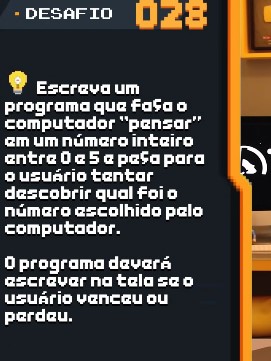 DESAFIO 028
Escreva um
programa que faça o
computador "pensar"
em um número inteiro
entre 0 e 5 e peça para
o usuário tentar
descobrir qual foi o
número escolhido pelo
computador.
O programa deverá
escrever na tela se o
usuário venceu ou
perdeu.